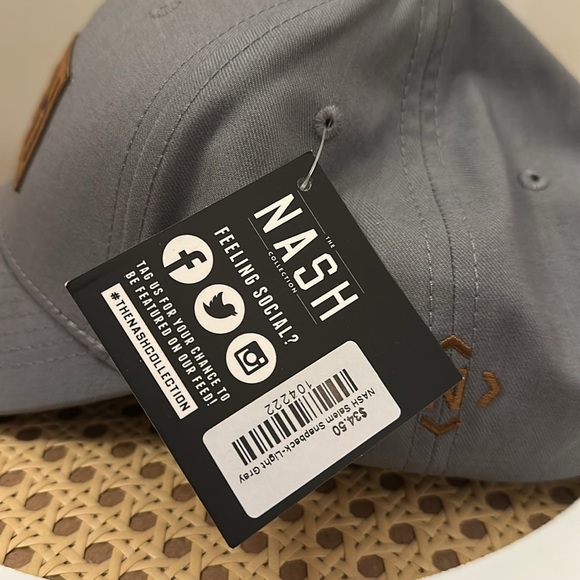 THE
NASH
COLLECTION
FEELING SOCIAL?
TAG US FOR YOUR CHANCE TO
BE FEATURED ON OUR FEED!
#THENASHCOLLECTION
$34.50
NASH Salem Snapback-Light Gray
104222
N